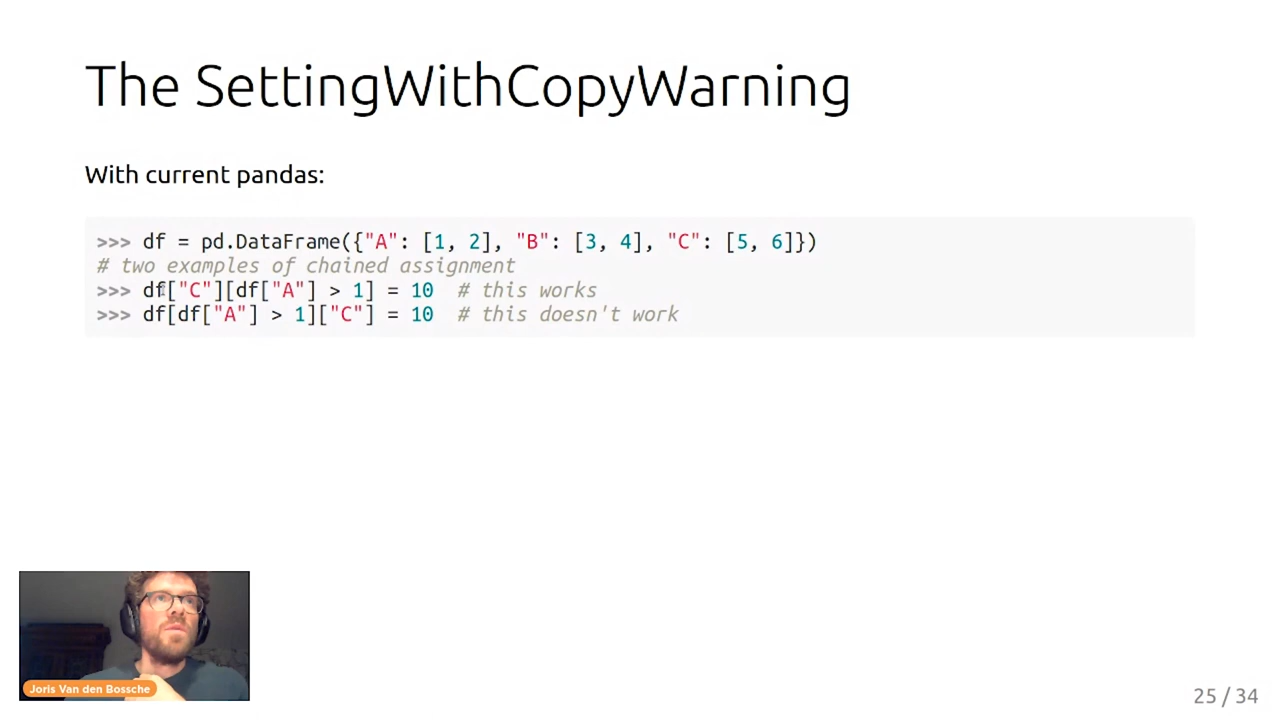 The SettingWithCopyWarning
With current pandas:
>>> df = pd.DataFrame({"A": [1, 2], "B": [3, 4], "C": [5, 6]})
# two examples of chained assignment
>>> df["C"][df["A"] > 1] = 10  # this works
>>> df[df["A"] > 1]["C"] = 10  # this doesn't work
Joris Van den Bossche
25 / 34